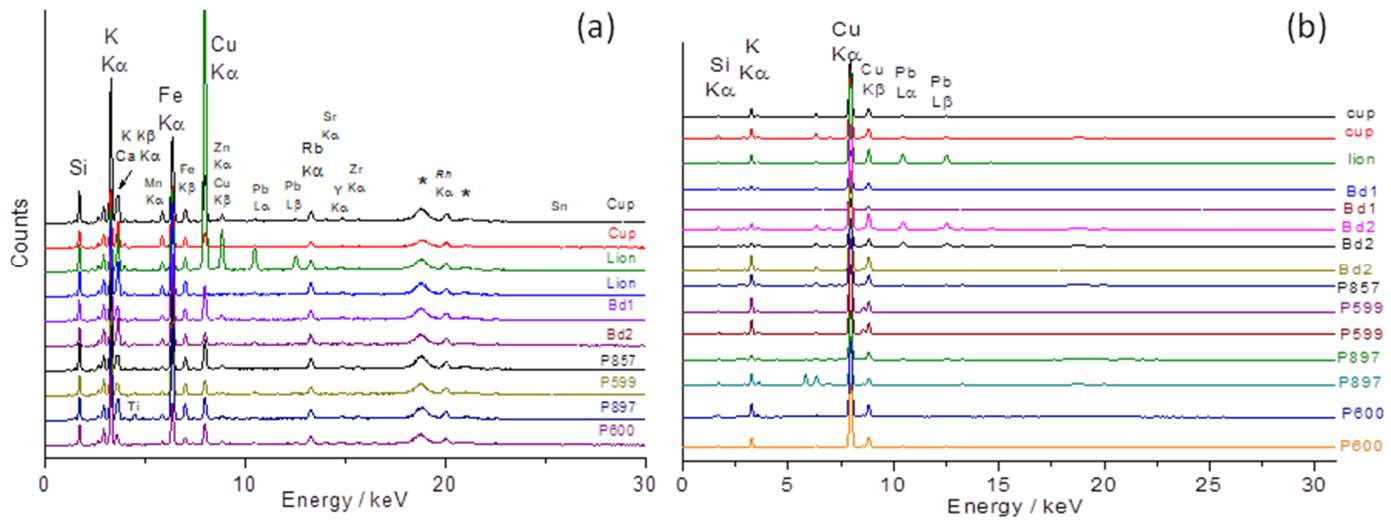 (a)
K
Kα
Cu
Kα
Fe
Kα
K Kβ
Ca Kα
Si
Mn
Kα
Fe
Kβ
Zn
Kα
Cu
Kβ
Pb
Lα
Pb
Lβ
Rb
Kα
Sr
Kα
Y
Kα
Zr
Kα
*
Rh
Kα
*
Sn
Ti
Cup
Cup
Lion
Lion
Bd1
Bd2
P857
P599
P897
P600
Counts
0
10
20
30
Energy / keV
(b)
Si
Kα
K
Kα
Cu
Kα
Cu
Kβ
Pb
Lα
Pb
Lβ
cup
cup
lion
Bd1
Bd1
Bd2
Bd2
Bd2
P857
P599
P599
P897
P897
P600
P600
0
5
10
15
20
25
30
Energy / keV